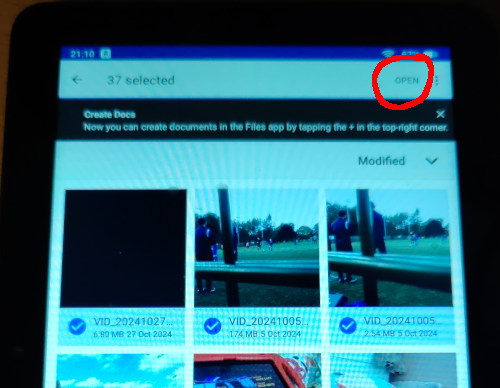 21:10
37 selected
OPEN
Create Docs
Now you can create documents in the Files app by tapping the + in the top-right corner.
Modified
VID_20241027...
6.80 MB 27 Oct 2024
VID_20241005...
174 MB 5 Oct 2024
VID_20241005...
2.54 MB 5 Oct 2024